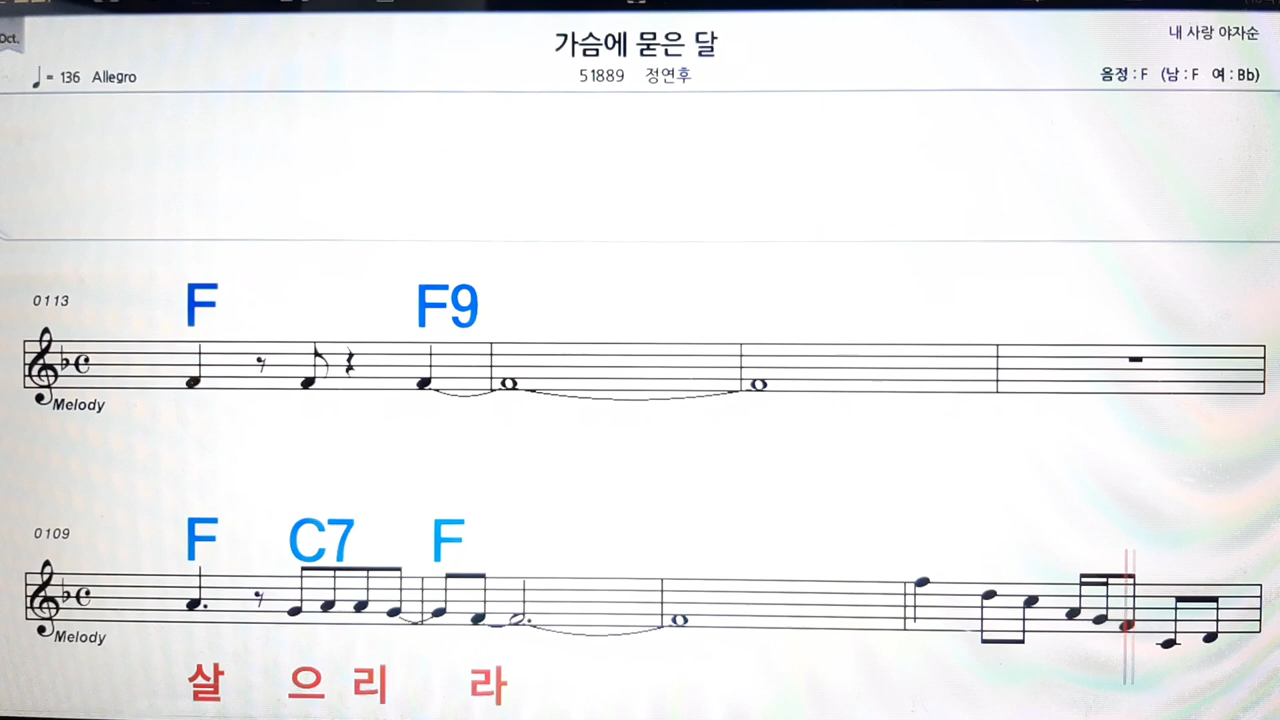 Oct.
가슴에 묻은 달
내 사랑 야자순
= 136 Allegro
51889 정연후
음정 : F (남 : F 여 : Bb)
0113
F F9
Melody
0109
F C7 F
Melody
살 으 리 라